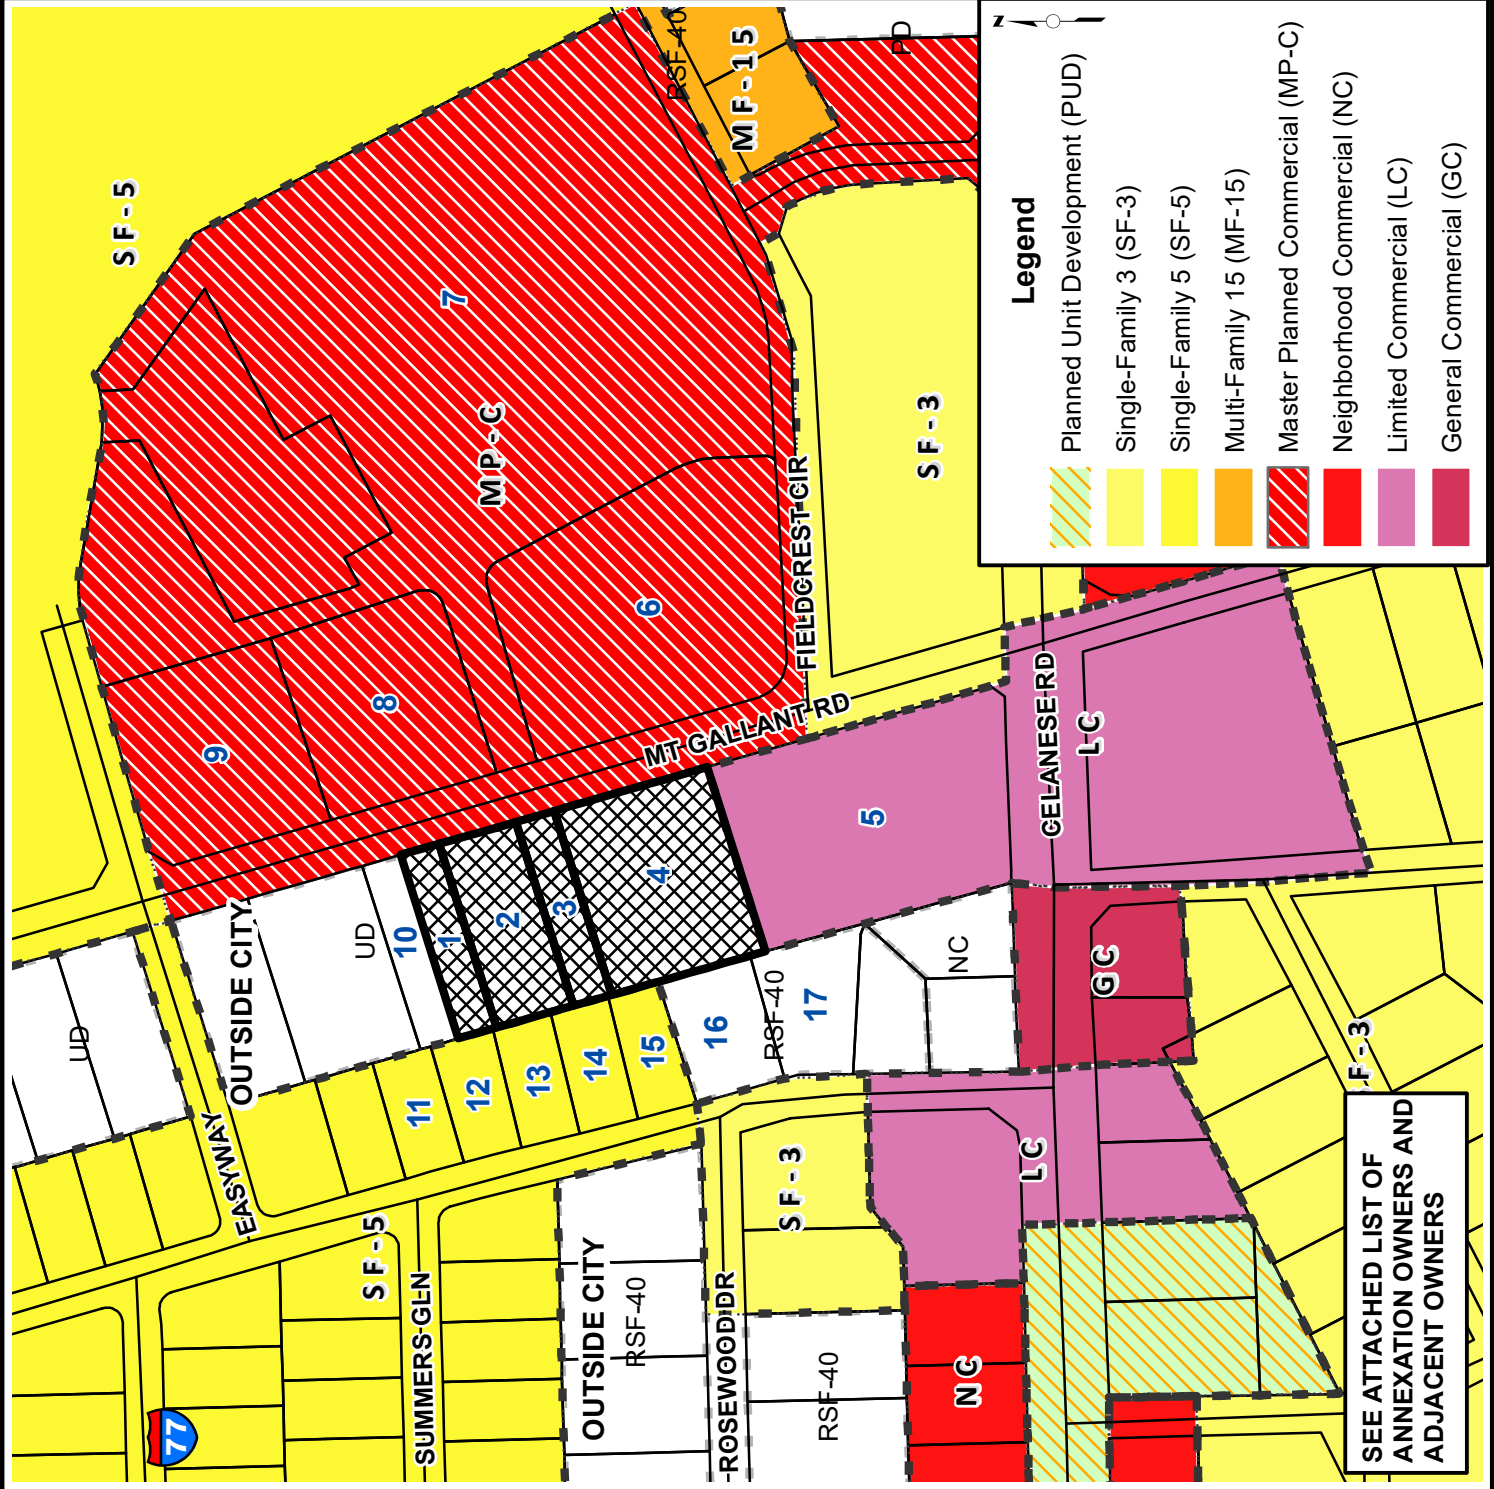 SF-5
7
MP-C
RSF-40
MF-15
PD
SF-3
6
8
9
FIELDCREST CIR
MT GALLANT RD
5
CELANESE RD
LC
UD
10
1
2
3
4
OUTSIDE CITY
UD
EASYWAY
NC
RSF-40
17
16
15
14
13
12
11
GC
SF-3
LC
SF-3
SF-5
SUMMERS GLN
OUTSIDE CITY
RSF-40
ROSEWOOD DR
RSF-40
NC
77
Legend
Planned Unit Development (PUD)
Single-Family 3 (SF-3)
Single-Family 5 (SF-5)
Multi-Family 15 (MF-15)
Master Planned Commercial (MP-C)
Neighborhood Commercial (NC)
Limited Commercial (LC)
General Commercial (GC)
N
SEE ATTACHED LIST OF
ANNEXATION OWNERS AND
ADJACENT OWNERS